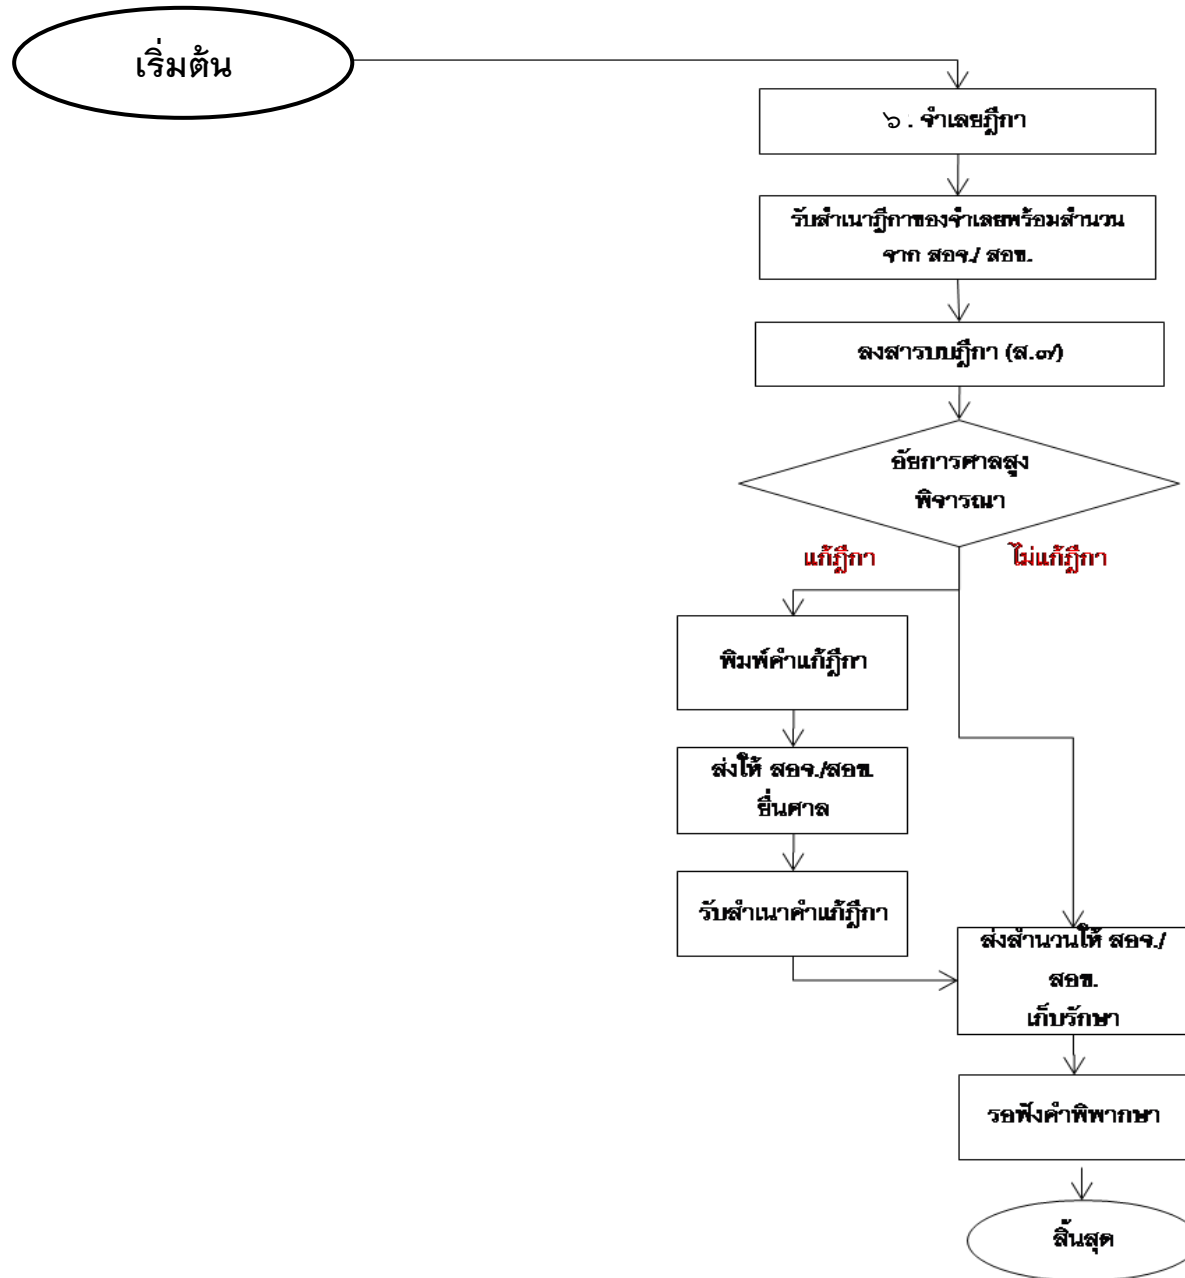 เริ่มต้น
๖ . จำเลยฎีกา
รับสำเนาฎีกาของจำเลยพร้อมสำนวน
จาก สอจ./ สอข.
ลงสารบบฎีกา (ส.๓/)
อัยการศาลสูง
พิจารณา
แก้ฎีกา
ไม่แก้ฎีกา
พิมพ์คำแก้ฎีกา
ส่งให้ สอจ./สอข.
ยื่นศาล
รับสำเนาคำแก้ฎีกา
ส่งสำนวนให้ สอจ./
สอข.
เก็บรักษา
รอฟังคำพิพากษา
สิ้นสุด